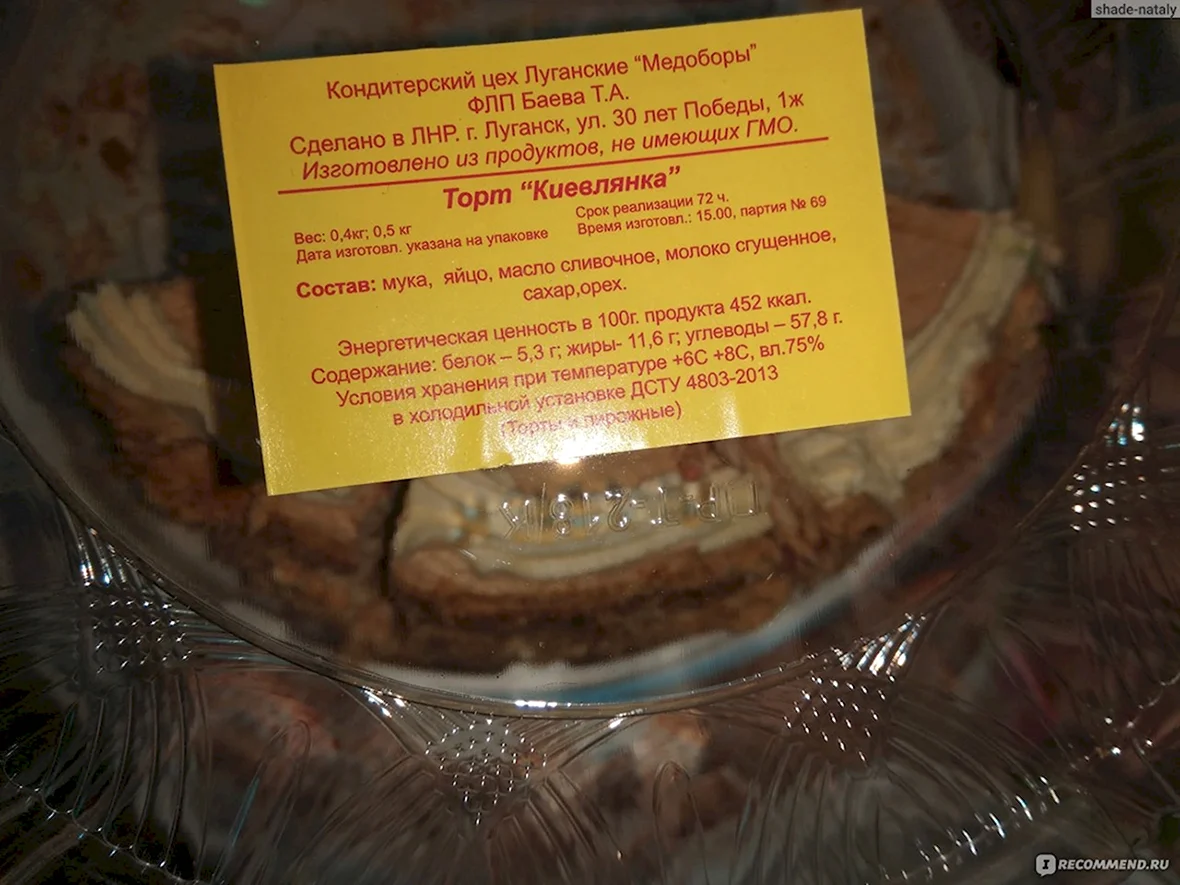 shade-nataly
Кондитерский цех Луганские "Медоборы"
ФЛП Баева Т.А.
Сделано в ЛНР. г. Луганск, ул. 30 лет Победы, 1ж
Изготовлено из продуктов, не имеющих ГМО.
Торт "Киевлянка"
Вес: 0,4кг; 0,5 кг
Дата изготовл. указана на упаковке
Срок реализации 72 ч.
Время изготовл.: 15.00, партия № 69
Состав: мука, яйцо, масло сливочное, молоко сгущенное,
сахар,орех.
Энергетическая ценность в 100г. продукта 452 ккал.
Содержание: белок – 5,3 г; жиры- 11,6 г; углеводы – 57,8 г.
Условия хранения при температуре +6С +8С, вл.75%
в холодильной установке ДСТУ 4803-2013
(Торты и пирожные)
IRECOMMEND.RU